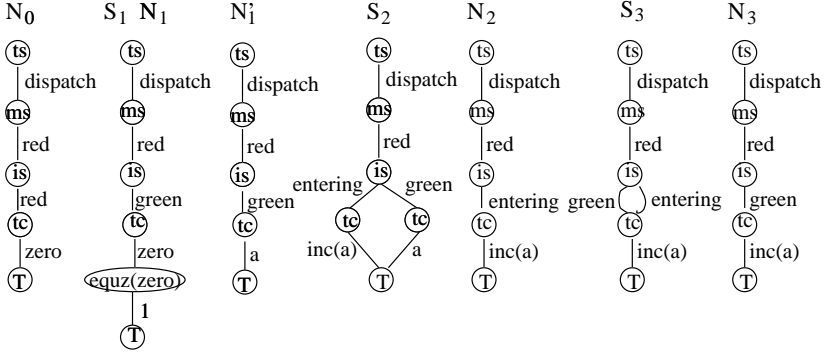 N0 S1 N1 N1' S2 N2 S3 N3
ts ts ts ts ts ts ts
dispatch dispatch dispatch dispatch dispatch dispatch dispatch
ms ms ms ms ms ms ms
red red red red red red red
is is is is is is is
red green green entering green entering green entering green
tc tc tc tc tc tc tc tc
zero zero a inc(a) a inc(a) inc(a) inc(a)
T equz(zero) T T T T T
1
T